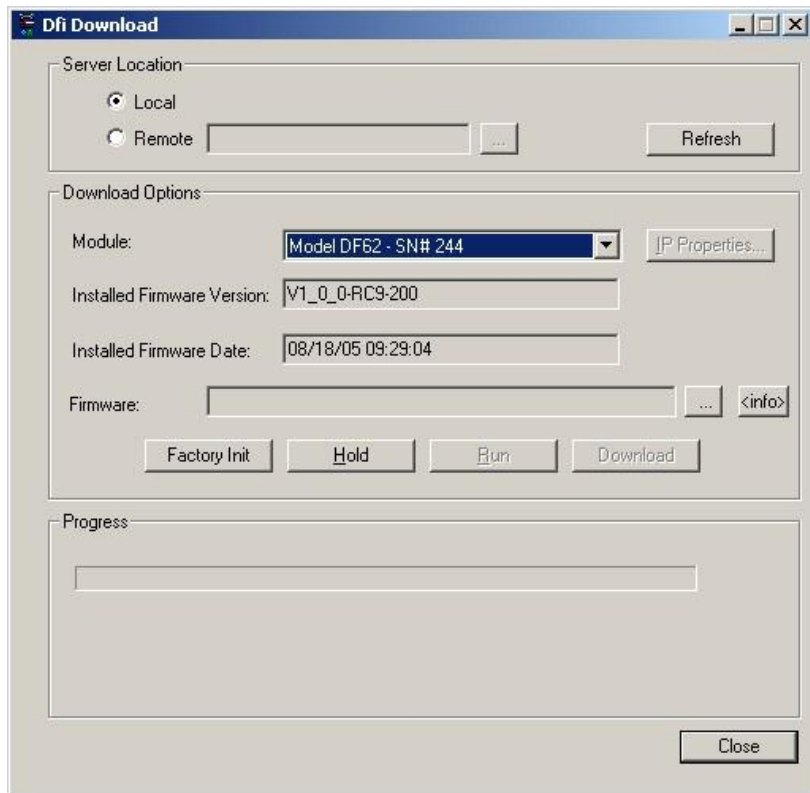 Dfi Download
Server Location
Local
Remote ... Refresh
Download Options
Module: Model DF62 - SN# 244 IP Properties...
Installed Firmware Version: V1_0_0-RC9-200
Installed Firmware Date: 08/18/05 09:29:04
Firmware: ... <info>
Factory Init Hold Run Download
Progress
Close